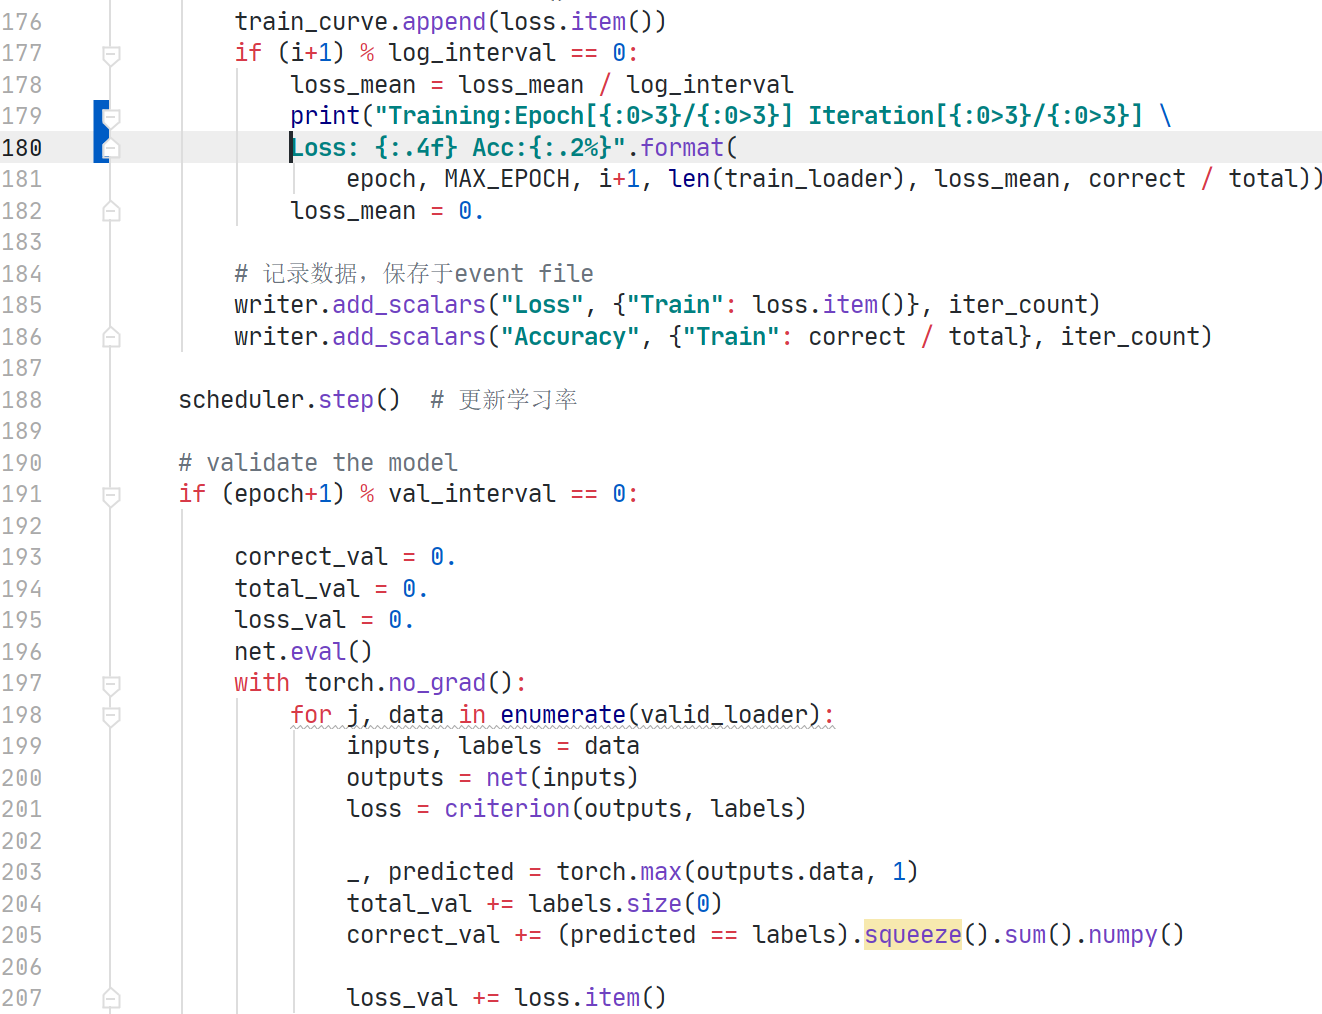 176 train_curve.append(loss.item())
177 if (i+1) % log_interval == 0:
178 loss_mean = loss_mean / log_interval
179 print("Training:Epoch[{:0>3}/{:0>3}] Iteration[{:0>3}/{:0>3}] \
180 Loss: {:.4f} Acc:{:.2%}".format(
181 epoch, MAX_EPOCH, i+1, len(train_loader), loss_mean, correct / total))
182 loss_mean = 0.
183
184 # 记录数据，保存于event file
185 writer.add_scalars("Loss", {"Train": loss.item()}, iter_count)
186 writer.add_scalars("Accuracy", {"Train": correct / total}, iter_count)
187
188 scheduler.step()  # 更新学习率
189
190 # validate the model
191 if (epoch+1) % val_interval == 0:
192
193 correct_val = 0.
194 total_val = 0.
195 loss_val = 0.
196 net.eval()
197 with torch.no_grad():
198 for j, data in enumerate(valid_loader):
199 inputs, labels = data
200 outputs = net(inputs)
201 loss = criterion(outputs, labels)
202
203 _, predicted = torch.max(outputs.data, 1)
204 total_val += labels.size(0)
205 correct_val += (predicted == labels).squeeze().sum().numpy()
206
207 loss_val += loss.item()